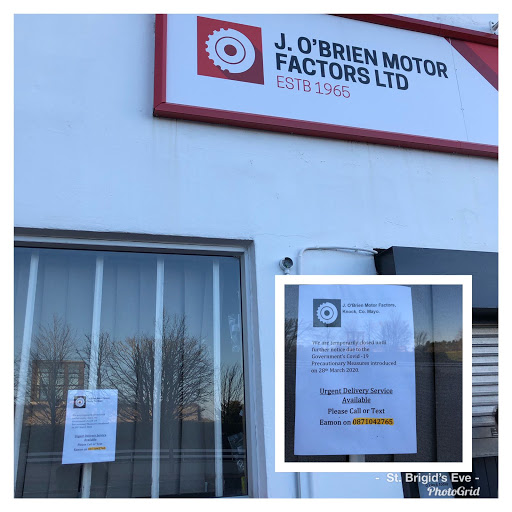 J. O'BRIEN MOTOR
FACTORS LTD
ESTB 1965
J. O'Brien Motor Factors,
Knock, Co. Mayo.
We are temporarily closed until
further notice due to the
Government's Covid -19
Precautionary Measures introduced
on 28th March 2020.
Urgent Delivery Service
Available
Please Call or Text
Eamon on 0871042765
- St. Brigid's Eve -
PhotoGrid